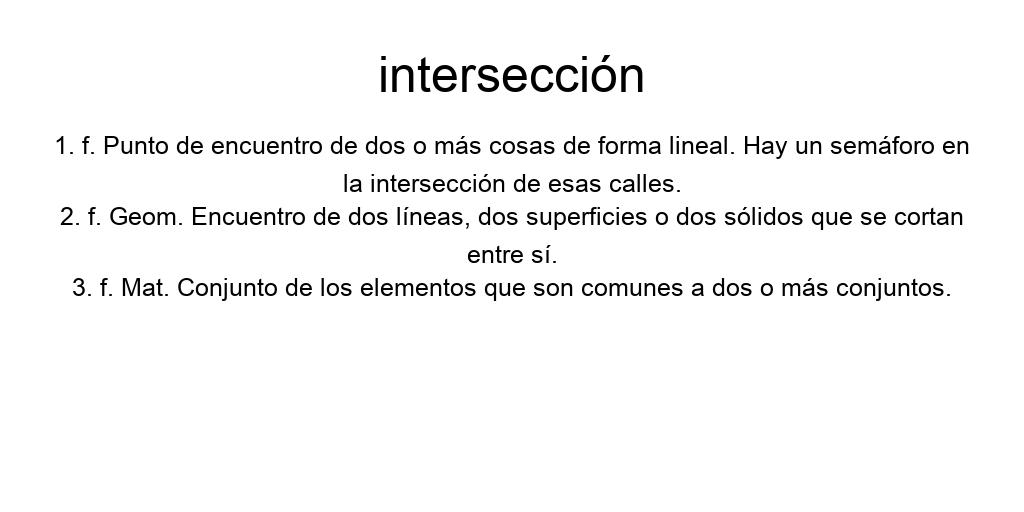 intersección
1. f. Punto de encuentro de dos o más cosas de forma lineal. Hay un semáforo en
la intersección de esas calles.
2. f. Geom. Encuentro de dos líneas, dos superficies o dos sólidos que se cortan
entre sí.
3. f. Mat. Conjunto de los elementos que son comunes a dos o más conjuntos.